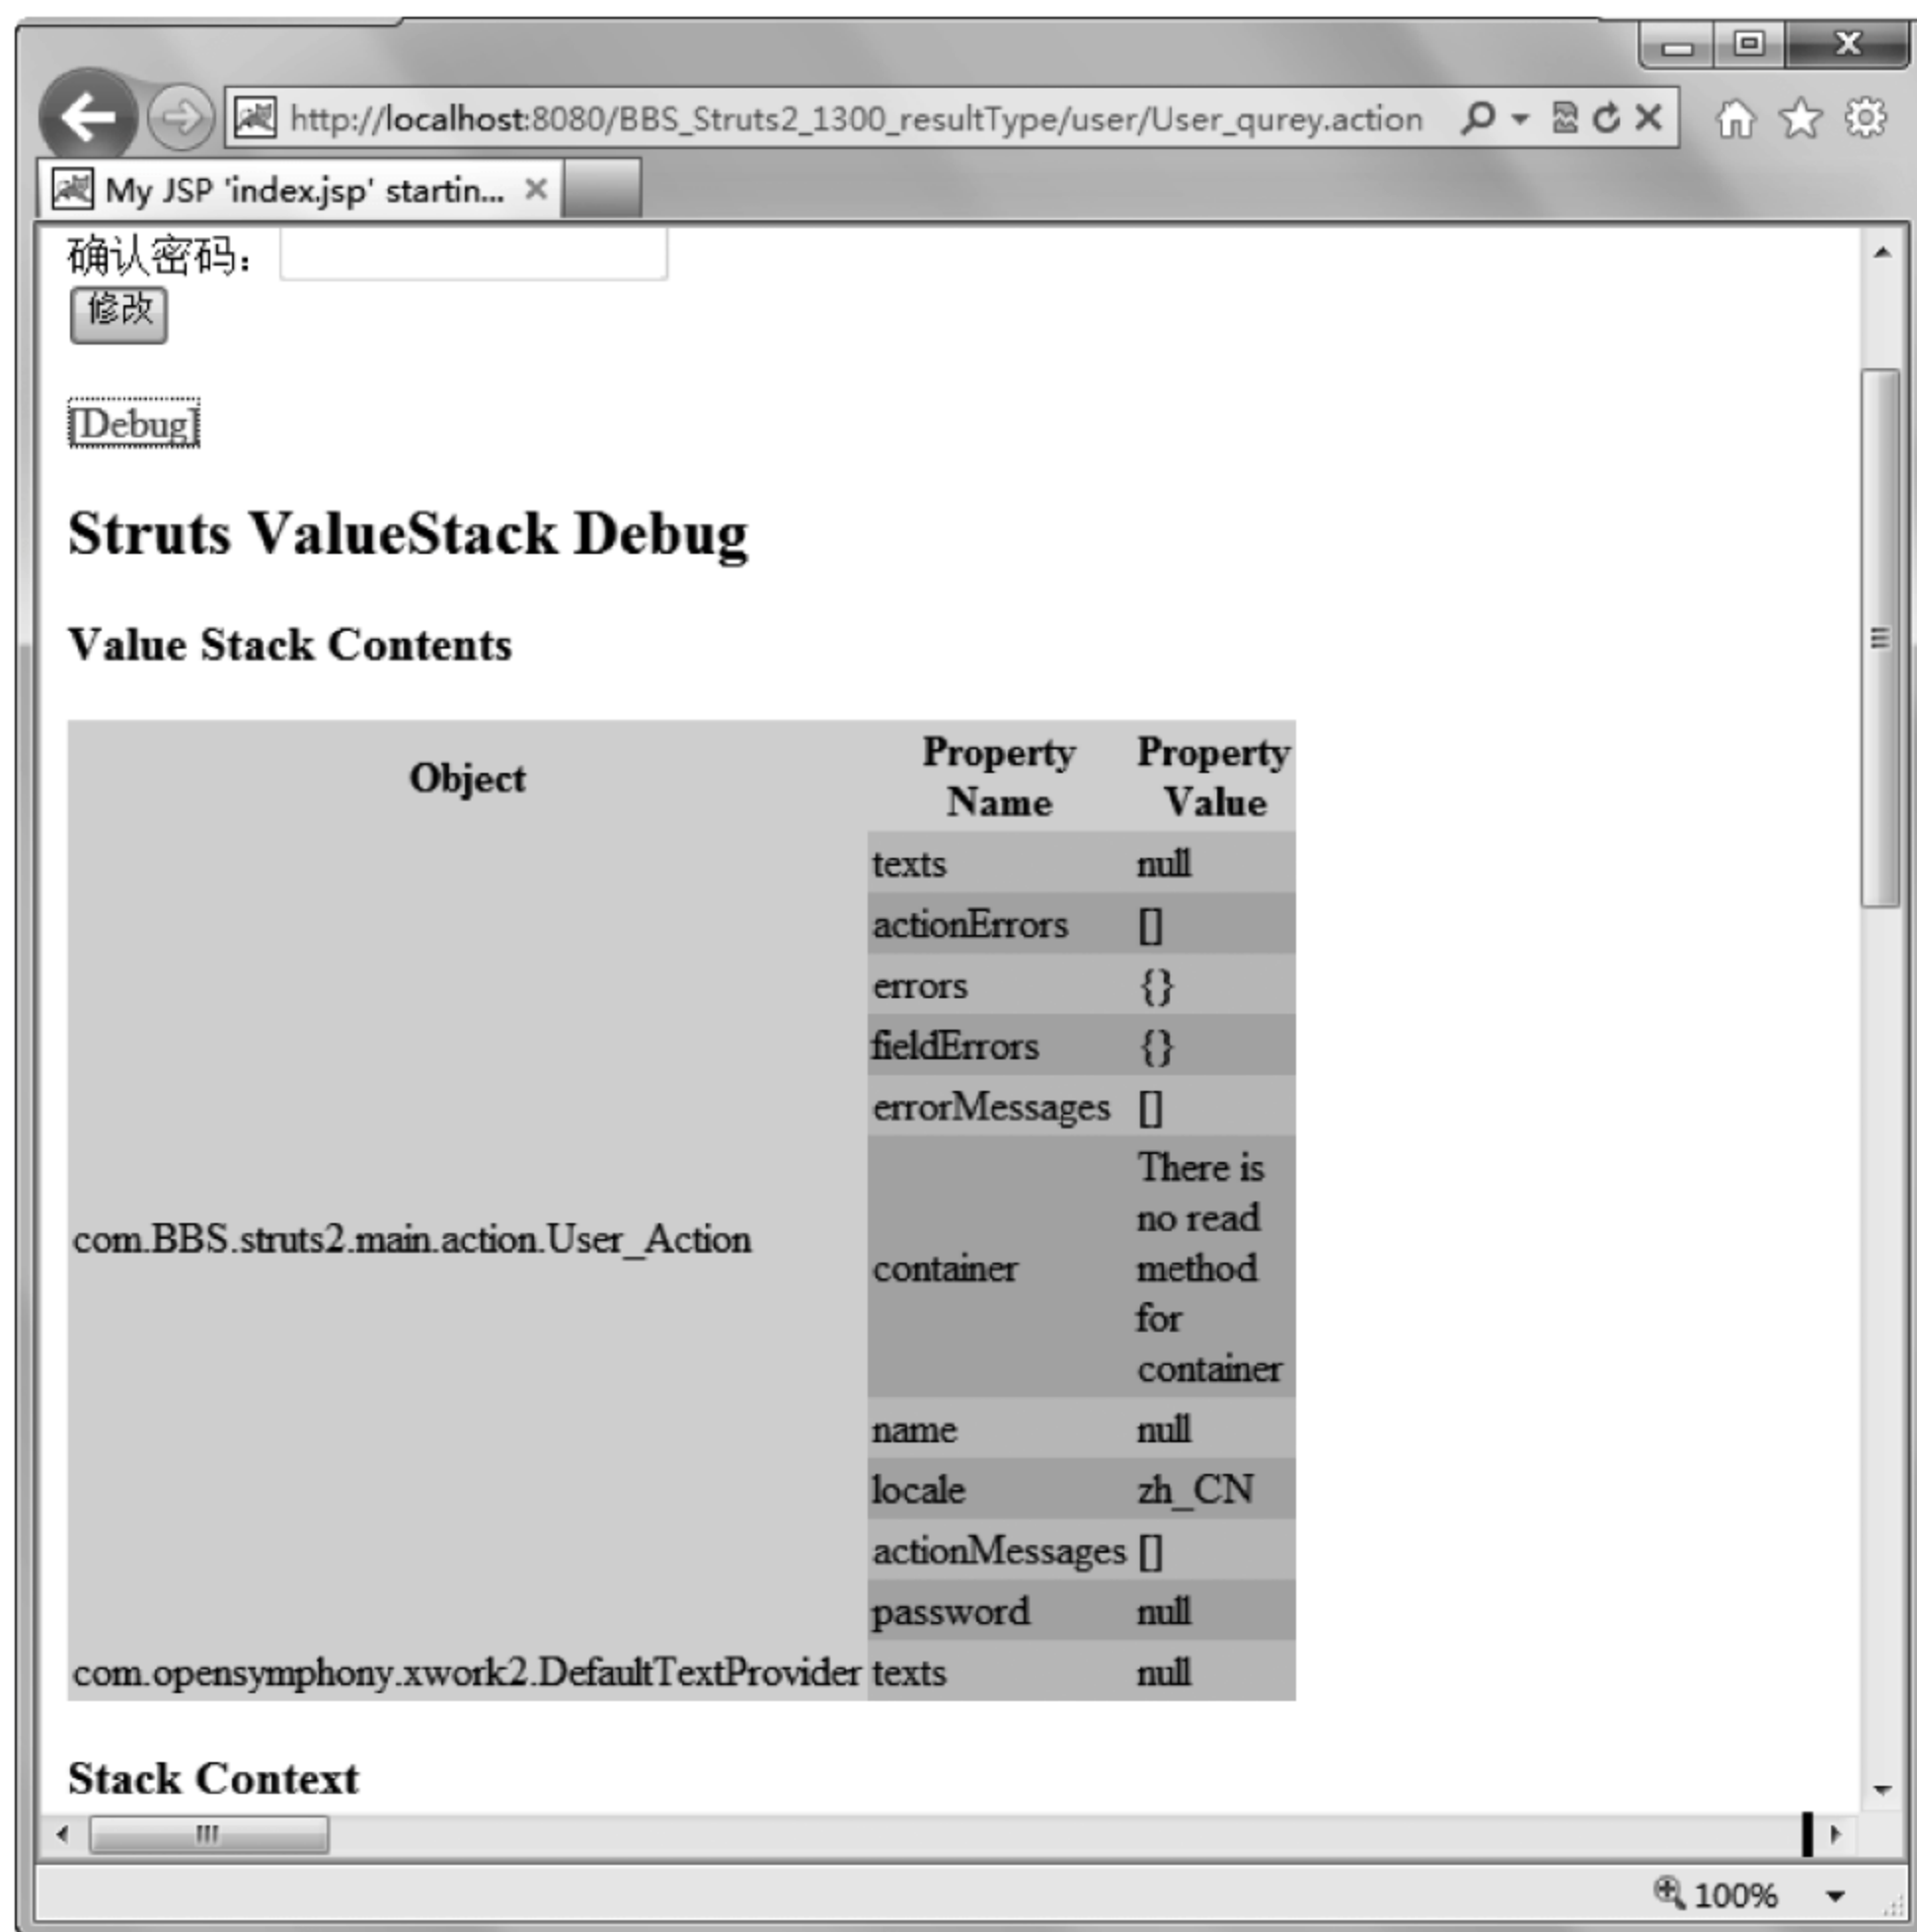 http://localhost:8080/BBS_Struts2_1300_resultType/user/User_qurey.action
My JSP 'index.jsp' startin...
确认密码：
修改
[Debug]
Struts ValueStack Debug
Value Stack Contents
Object Property Name Property Value
texts null
actionErrors []
errors {}
fieldErrors {}
errorMessages []
com.BBS.struts2.main.action.User_Action
container There is no read method for container
name null
locale zh_CN
actionMessages []
password null
com.opensymphony.xwork2.DefaultTextProvider texts null
Stack Context
100%